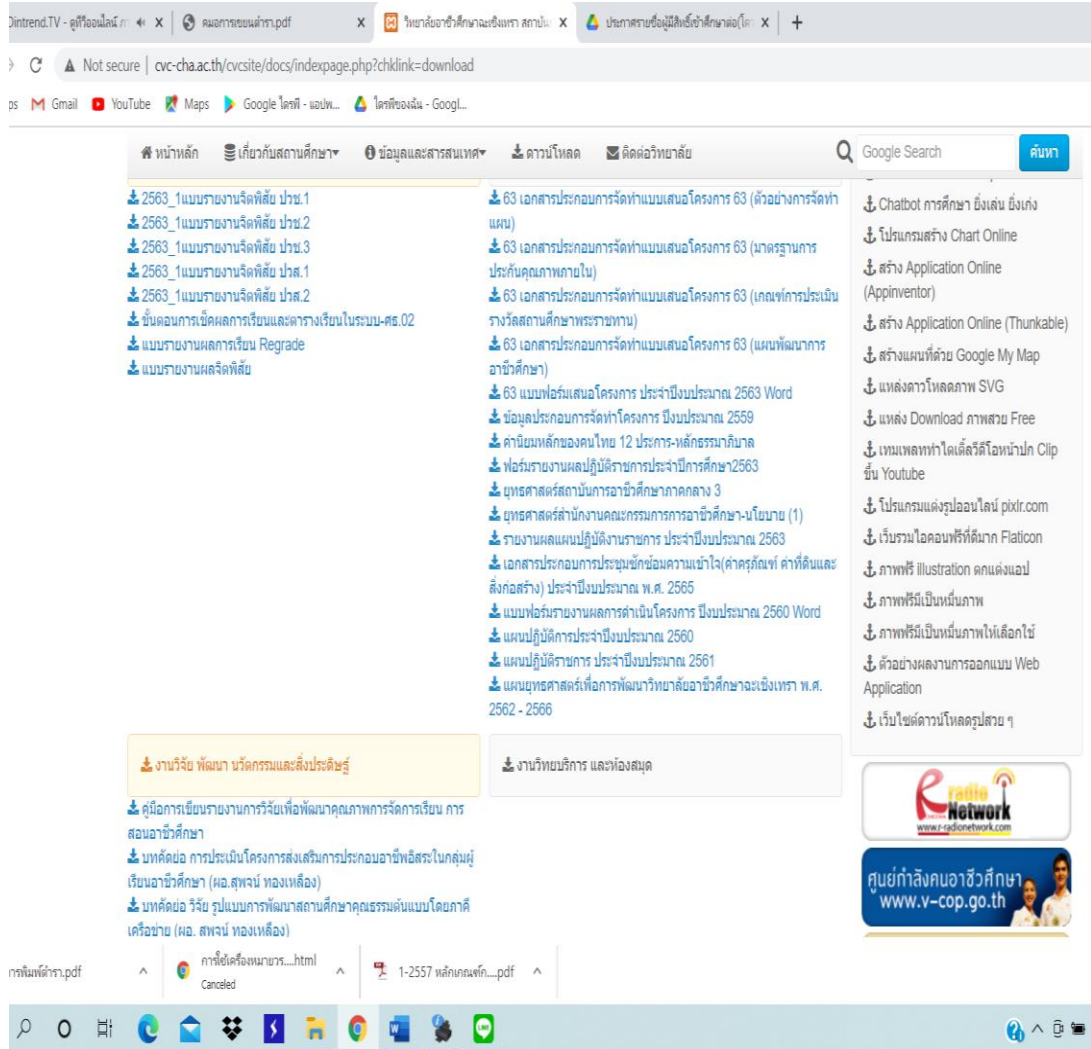 Dintrend.TV - ดูทีวีออนไลน์
คมอการเขยนตำรา.pdf
วิทยาลัยอาชีวศึกษาฉะเชิงเทรา สถาบัน
ประกาศรายชื่อผู้มีสิทธิ์เข้าศึกษาต่อ(โคว
Not secure | cvc-cha.ac.th/cvcsite/docs/indexpage.php?chklink=download
ps Gmail YouTube Maps Google ไดรฟ์ - แอปพ... ไดรฟ์ของฉัน - Googl...
หน้าหลัก เกี่ยวกับสถานศึกษา ข้อมูลและสารสนเทศ ดาวน์โหลด ติดต่อวิทยาลัย Google Search ค้นหา
2563_1แบบรายงานจิตพิสัย ปวช.1
2563_1แบบรายงานจิตพิสัย ปวช.2
2563_1แบบรายงานจิตพิสัย ปวช.3
2563_1แบบรายงานจิตพิสัย ปวส.1
2563_1แบบรายงานจิตพิสัย ปวส.2
ขั้นตอนการเช็คผลการเรียนและตารางเรียนในระบบ-ศธ.02
แบบรายงานผลการเรียน Regrade
แบบรายงานผลจิตพิสัย
63 เอกสารประกอบการจัดทำแบบเสนอโครงการ 63 (ตัวอย่างการจัดทำ
แผน)
63 เอกสารประกอบการจัดทำแบบเสนอโครงการ 63 (มาตรฐานการ
ประกันคุณภาพภายใน)
63 เอกสารประกอบการจัดทำแบบเสนอโครงการ 63 (เกณฑ์การประเมิน
รางวัลสถานศึกษาพระราชทาน)
63 เอกสารประกอบการจัดทำแบบเสนอโครงการ 63 (แผนพัฒนาการ
อาชีวศึกษา)
63 แบบฟอร์มเสนอโครงการ ประจำปีงบประมาณ 2563 Word
ข้อมูลประกอบการจัดทำโครงการ ปีงบประมาณ 2559
ค่านิยมหลักของคนไทย 12 ประการ-หลักธรรมาภิบาล
ฟอร์มรายงานผลปฏิบัติราชการประจำปีการศึกษา2563
ยุทธศาสตร์สถาบันการอาชีวศึกษาภาคกลาง 3
ยุทธศาสตร์สำนักงานคณะกรรมการการอาชีวศึกษา-นโยบาย (1)
รายงานผลแผนปฏิบัติงานราชการ ประจำปีงบประมาณ 2563
เอกสารประกอบการประชุมซักซ้อมความเข้าใจ(ค่าครุภัณฑ์ ค่าที่ดินและ
สิ่งก่อสร้าง) ประจำปีงบประมาณ พ.ศ. 2565
แบบฟอร์มรายงานผลการดำเนินโครงการ ปีงบประมาณ 2560 Word
แผนปฏิบัติการประจำปีงบประมาณ 2560
แผนปฏิบัติราชการ ประจำปีงบประมาณ 2561
แผนยุทธศาสตร์เพื่อการพัฒนาวิทยาลัยอาชีวศึกษาฉะเชิงเทรา พ.ศ.
2562 - 2566
Chatbot การศึกษา ยิ่งเล่น ยิ่งเก่ง
โปรแกรมสร้าง Chart Online
สร้าง Application Online
(Appinventor)
สร้าง Application Online (Thunkable)
สร้างแผนที่ด้วย Google My Map
แหล่งดาวโหลดภาพ SVG
แหล่ง Download ภาพสวย Free
เทมเพลททำไตเติ้ลวีดีโอหน้าปก Clip
ขึ้น Youtube
โปรแกรมแต่งรูปออนไลน์ pixlr.com
เว็บรวมไอคอนฟรีที่ดีมาก Flaticon
ภาพฟรี illustration ตกแต่งแอป
ภาพฟรีมีเป็นหมื่นภาพ
ภาพฟรีมีเป็นหมื่นภาพให้เลือกใช้
ตัวอย่างผลงานการออกแบบ Web
Application
เว็บไซต์ดาวน์โหลดรูปสวย ๆ
งานวิจัย พัฒนา นวัตกรรมและสิ่งประดิษฐ์
งานวิทยบริการ และห้องสมุด
คู่มือการเขียนรายงานการวิจัยเพื่อพัฒนาคุณภาพการจัดการเรียน การ
สอนอาชีวศึกษา
บทคัดย่อ การประเมินโครงการส่งเสริมการประกอบอาชีพอิสระในกลุ่มผู้
เรียนอาชีวศึกษา (ผอ.สุพจน์ ทองเหลือง)
บทคัดย่อ วิจัย รูปแบบการพัฒนาสถานศึกษาคุณธรรมต้นแบบโดยภาคี
เครือข่าย (ผอ. สพจน์ ทองเหลือง)
R radio
Network
www.r-radionetwork.com
ศูนย์กำลังคนอาชีวศึกษา
www.v-cop.go.th
ารพิมพ์ตำรา.pdf
การใช้เครื่องหมายวร....html
Canceled
1-2557 หลักเกณฑ์ก....pdf